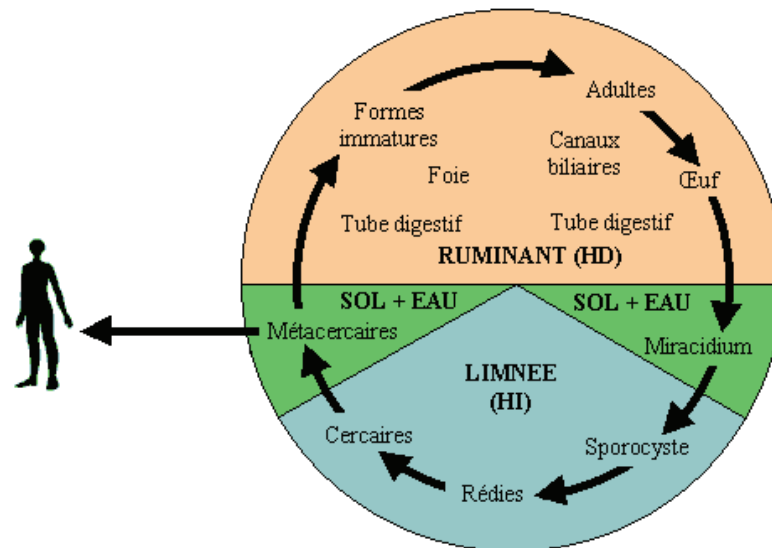 Adultes
Formes
immatures
Canaux
biliaires
Foie
Œuf
Tube digestif
Tube digestif
RUMINANT (HD)
SOL + EAU
SOL + EAU
Métacercaires
Miracidium
LIMNEE
(HI)
Cercaires
Sporocyste
Rédies